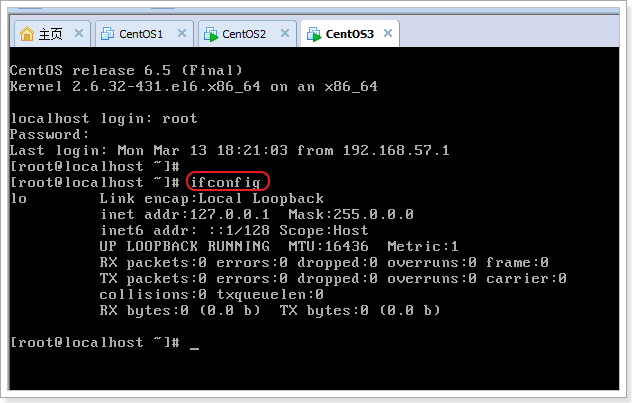 主页 CentOS1 CentOS2 CentOS3
CentOS release 6.5 (Final)
Kernel 2.6.32-431.el6.x86_64 on an x86_64
localhost login: root
Password:
Last login: Mon Mar 13 18:21:03 from 192.168.57.1
[root@localhost ~]#
[root@localhost ~]# ifconfig
lo Link encap:Local Loopback
inet addr:127.0.0.1 Mask:255.0.0.0
inet6 addr: ::1/128 Scope:Host
UP LOOPBACK RUNNING MTU:16436 Metric:1
RX packets:0 errors:0 dropped:0 overruns:0 frame:0
TX packets:0 errors:0 dropped:0 overruns:0 carrier:0
collisions:0 txqueuelen:0
RX bytes:0 (0.0 b) TX bytes:0 (0.0 b)
[root@localhost ~]# _